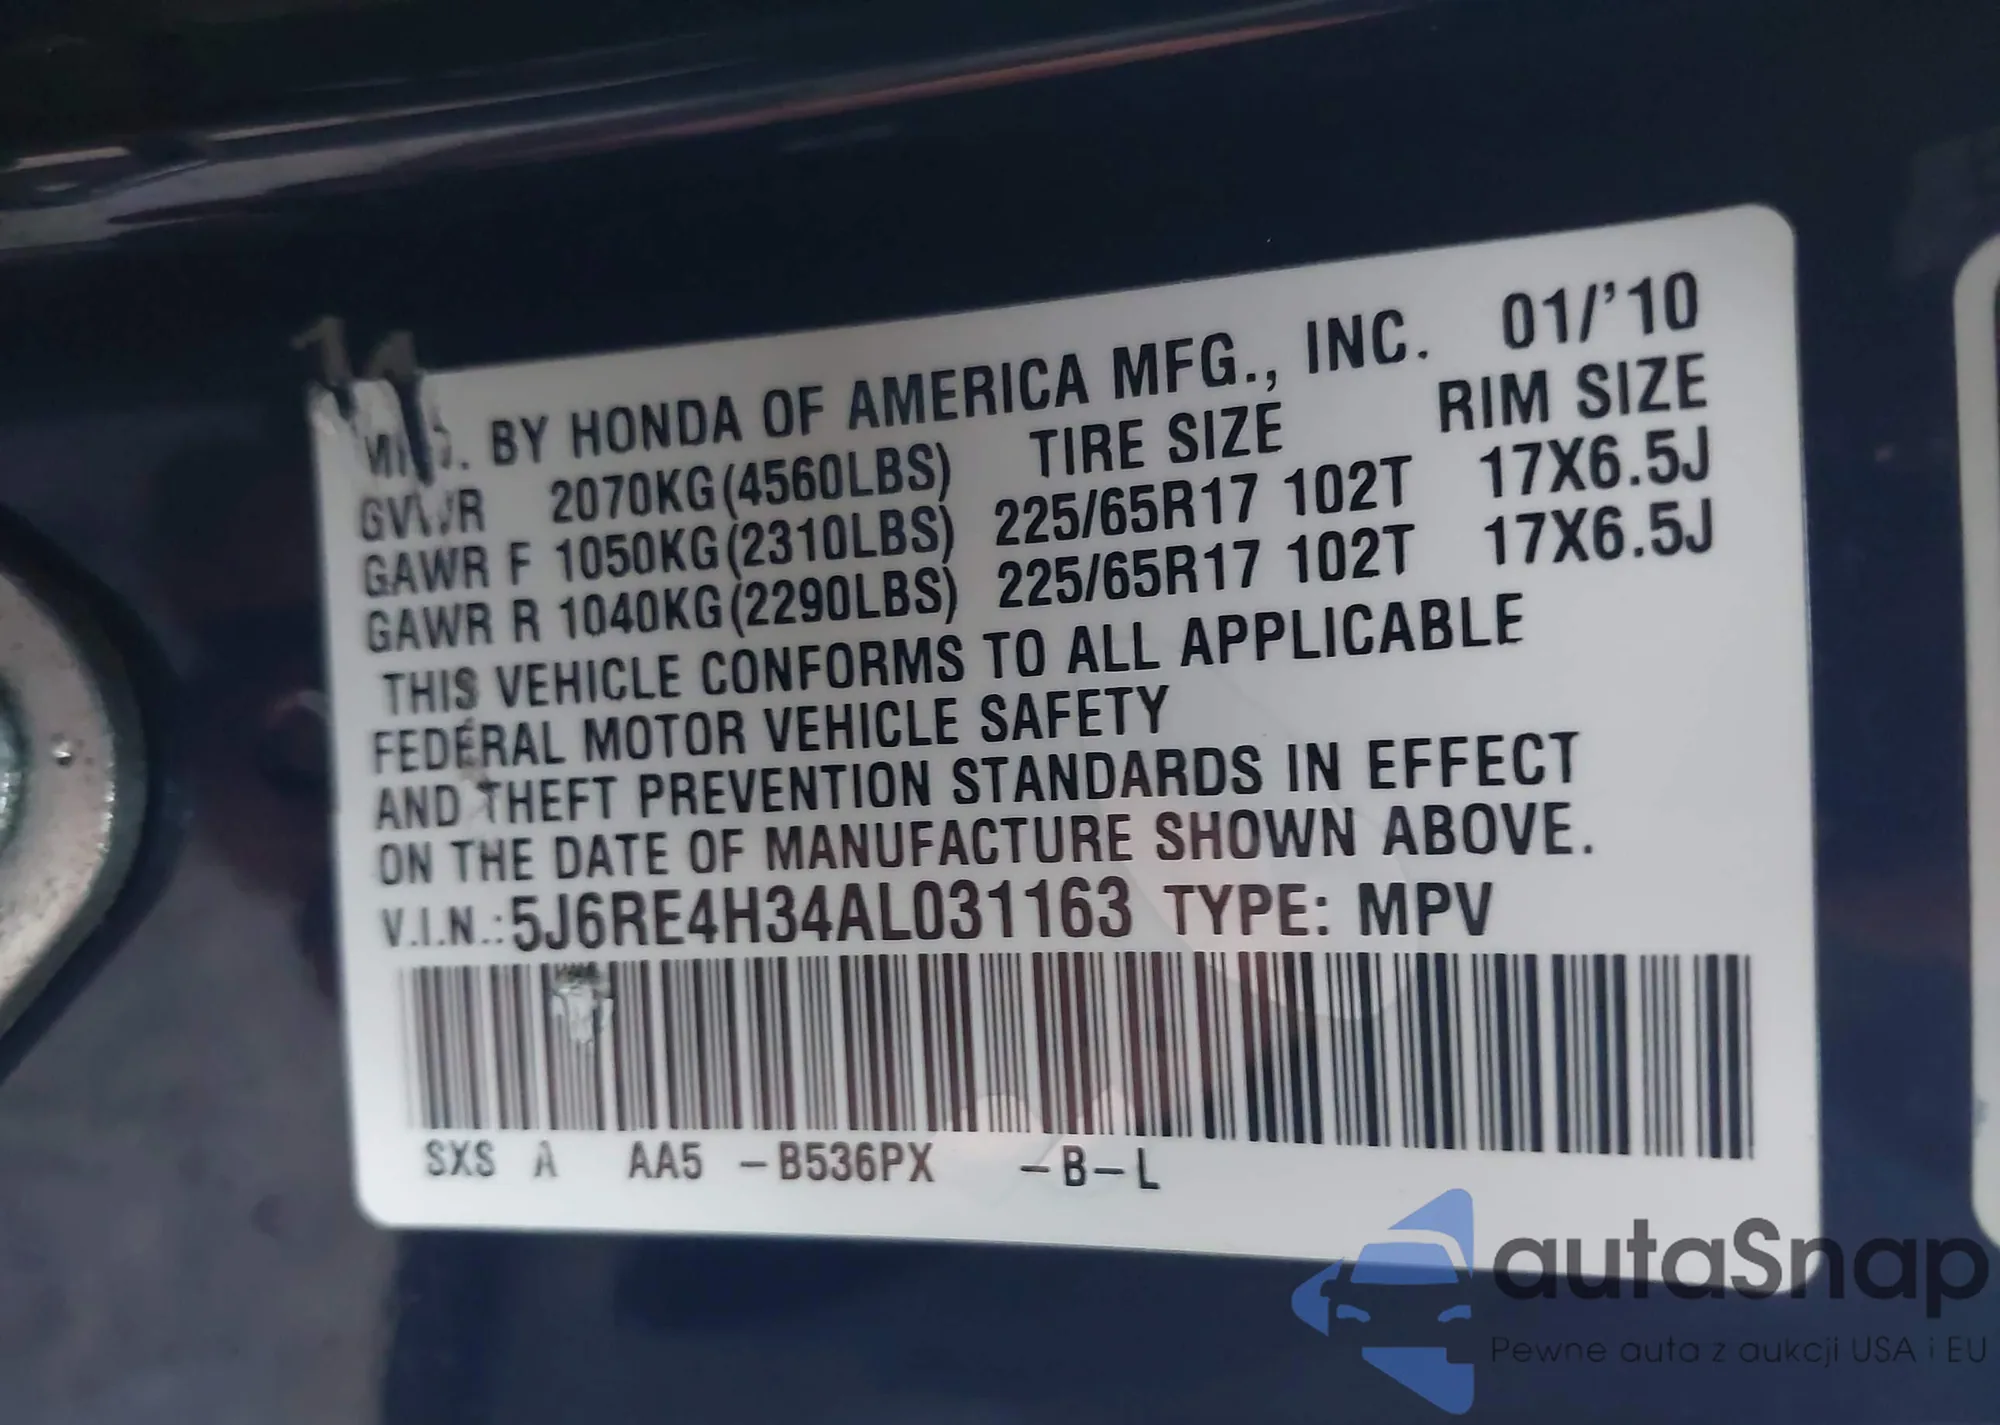 BY HONDA OF AMERICA MFG., INC. 01/'10
GVWR 2070KG(4560LBS) TIRE SIZE RIM SIZE
GAWR F 1050KG(2310LBS) 225/65R17 102T 17X6.5J
GAWR R 1040KG(2290LBS) 225/65R17 102T 17X6.5J
THIS VEHICLE CONFORMS TO ALL APPLICABLE
FEDERAL MOTOR VEHICLE SAFETY
AND THEFT PREVENTION STANDARDS IN EFFECT
ON THE DATE OF MANUFACTURE SHOWN ABOVE.
V.I.N.:5J6RE4H34AL031163 TYPE: MPV
SXS A AA5 –B536PX –B–L
autaSnap
Pewne auta z aukcji USA i EU